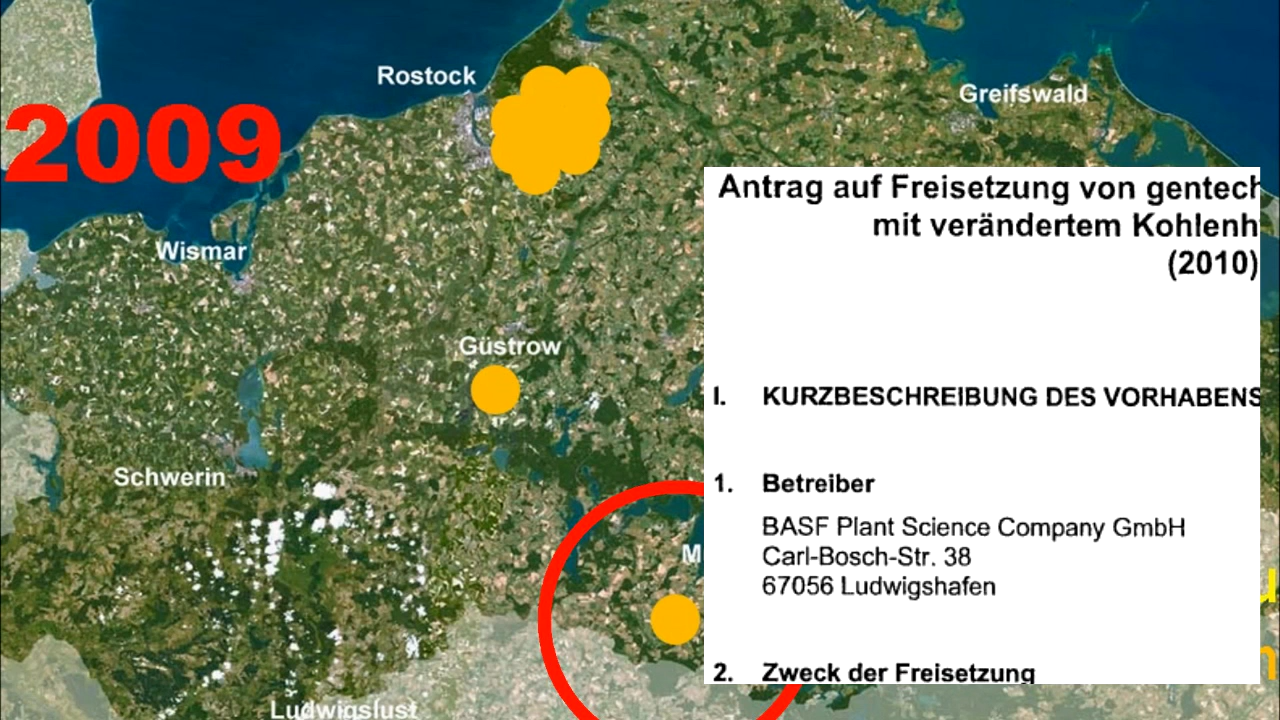 Rostock
Greifswald
2009
Wismar
Güstrow
Schwerin
M
Ludwigslust
Antrag auf Freisetzung von gentech
mit verändertem Kohlenh
(2010)
I. KURZBESCHREIBUNG DES VORHABENS
1. Betreiber
BASF Plant Science Company GmbH
Carl-Bosch-Str. 38
67056 Ludwigshafen
2. Zweck der Freisetzung